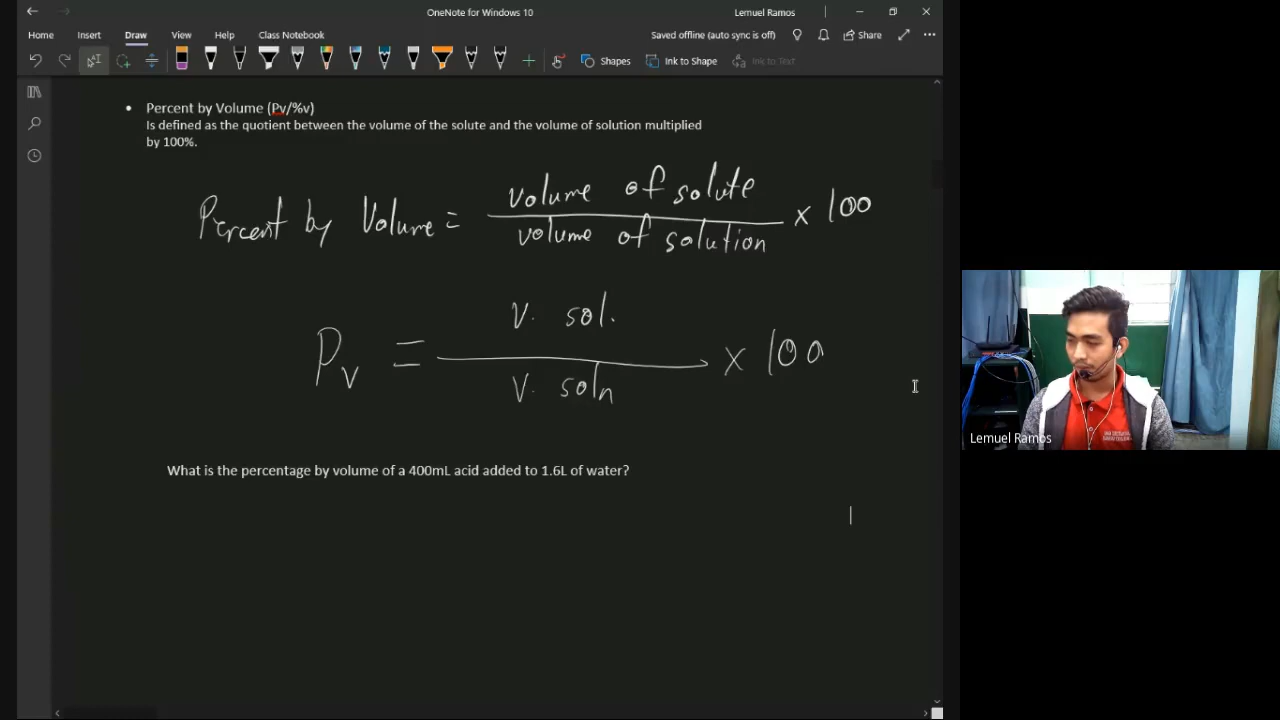 OneNote for Windows 10
Lemuel Ramos
Home Insert Draw View Help Class Notebook
Saved offline (auto sync is off) Share
Shapes Ink to Shape Ink to Text
• Percent by Volume (Pv/%v)
Is defined as the quotient between the volume of the solute and the volume of solution multiplied
by 100%.
Percent by Volume = volume of solute / volume of solution x 100
Pv = v. sol. / v. soln x 100
What is the percentage by volume of a 400mL acid added to 1.6L of water?
Lemuel Ramos